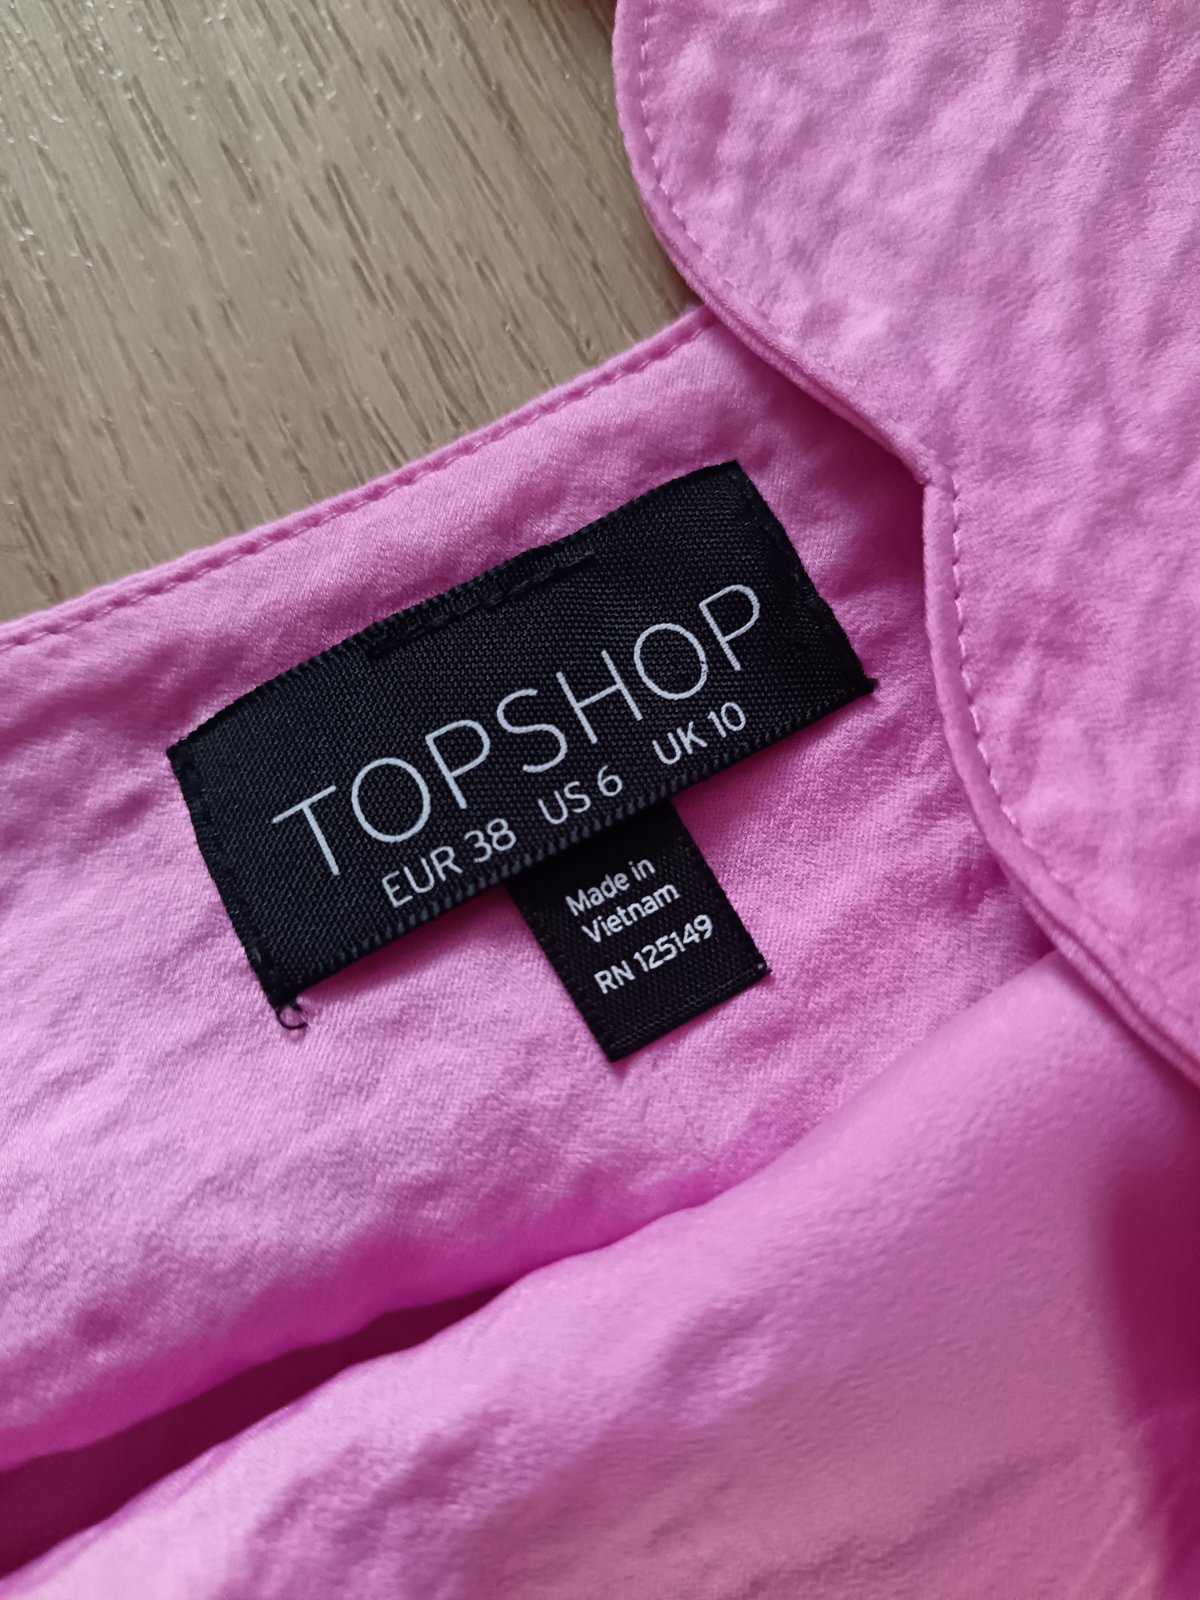 TOPSHOP
EUR 38 US 6 UK 10
Made in
Vietnam
RN 125149